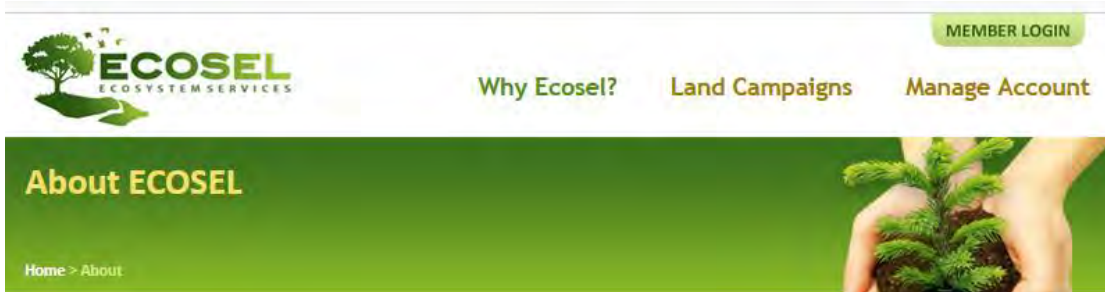 MEMBER LOGIN
ECOSEL
ECOSYSTEM SERVICES
Why Ecosel? Land Campaigns Manage Account
About ECOSEL
Home > About